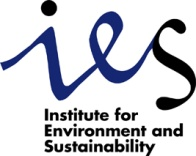 ies
Institute for
Environment and
Sustainability